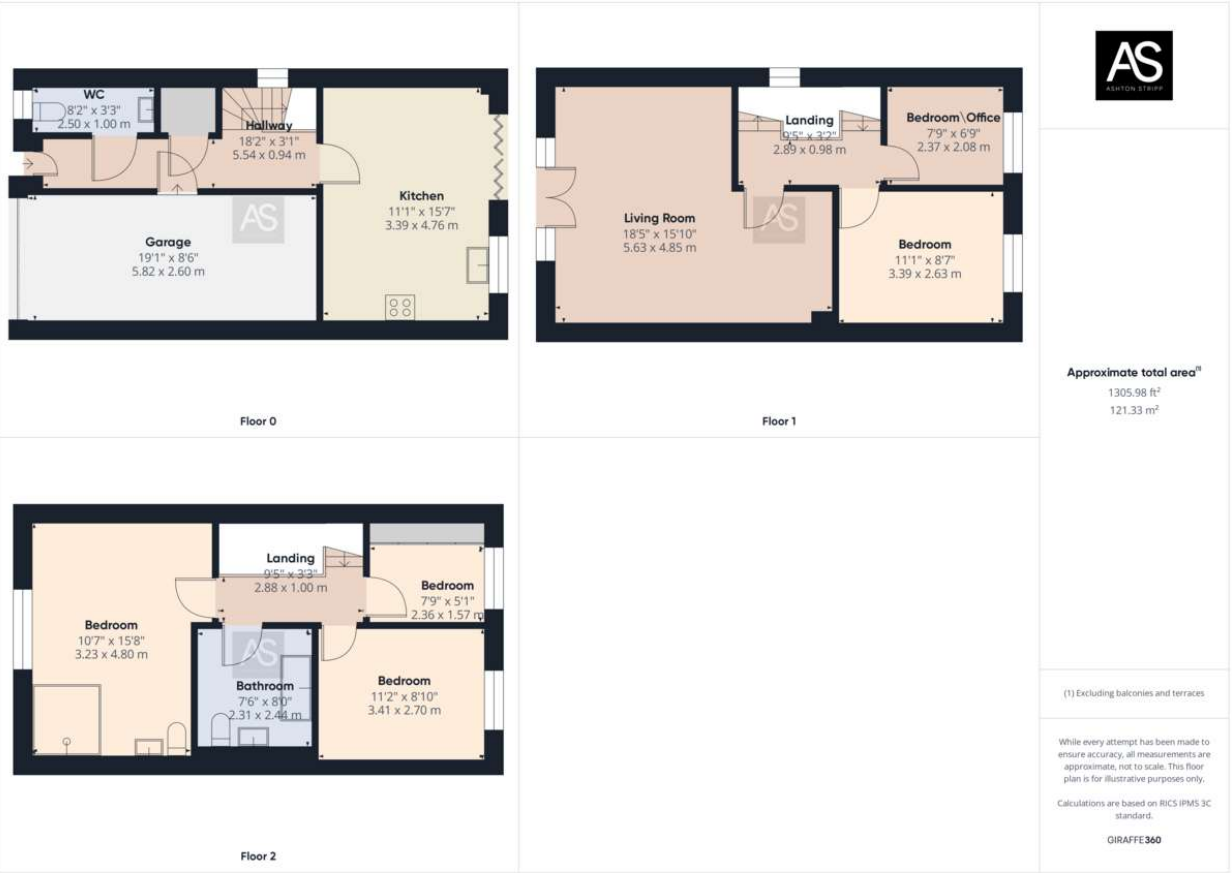 WC
8'2" x 3'3"
2.50 x 1.00 m
Hallway
18'2" x 3'1"
5.54 x 0.94 m
Kitchen
11'1" x 15'7"
3.39 x 4.76 m
AS
Garage
19'1" x 8'6"
5.82 x 2.60 m
Floor 0
Landing
9'5" x 3'2"
2.89 x 0.98 m
Bedroom\Office
7'9" x 6'9"
2.37 x 2.08 m
Living Room
18'5" x 15'10"
5.63 x 4.85 m
AS
Bedroom
11'1" x 8'7"
3.39 x 2.63 m
Floor 1
Landing
9'5" x 3'3"
2.88 x 1.00 m
Bedroom
7'9" x 5'1"
2.36 x 1.57 m
Bedroom
10'7" x 15'8"
3.23 x 4.80 m
AS
Bathroom
7'6" x 8'0"
2.31 x 2.44 m
Bedroom
11'2" x 8'10"
3.41 x 2.70 m
Floor 2
AS
ASHTON STRIPP
Approximate total area(1)
1305.98 ft²
121.33 m²
(1) Excluding balconies and terraces
While every attempt has been made to
ensure accuracy, all measurements are
approximate, not to scale. This floor
plan is for illustrative purposes only.
Calculations are based on RICS IPMS 3C
standard.
GIRAFFE360